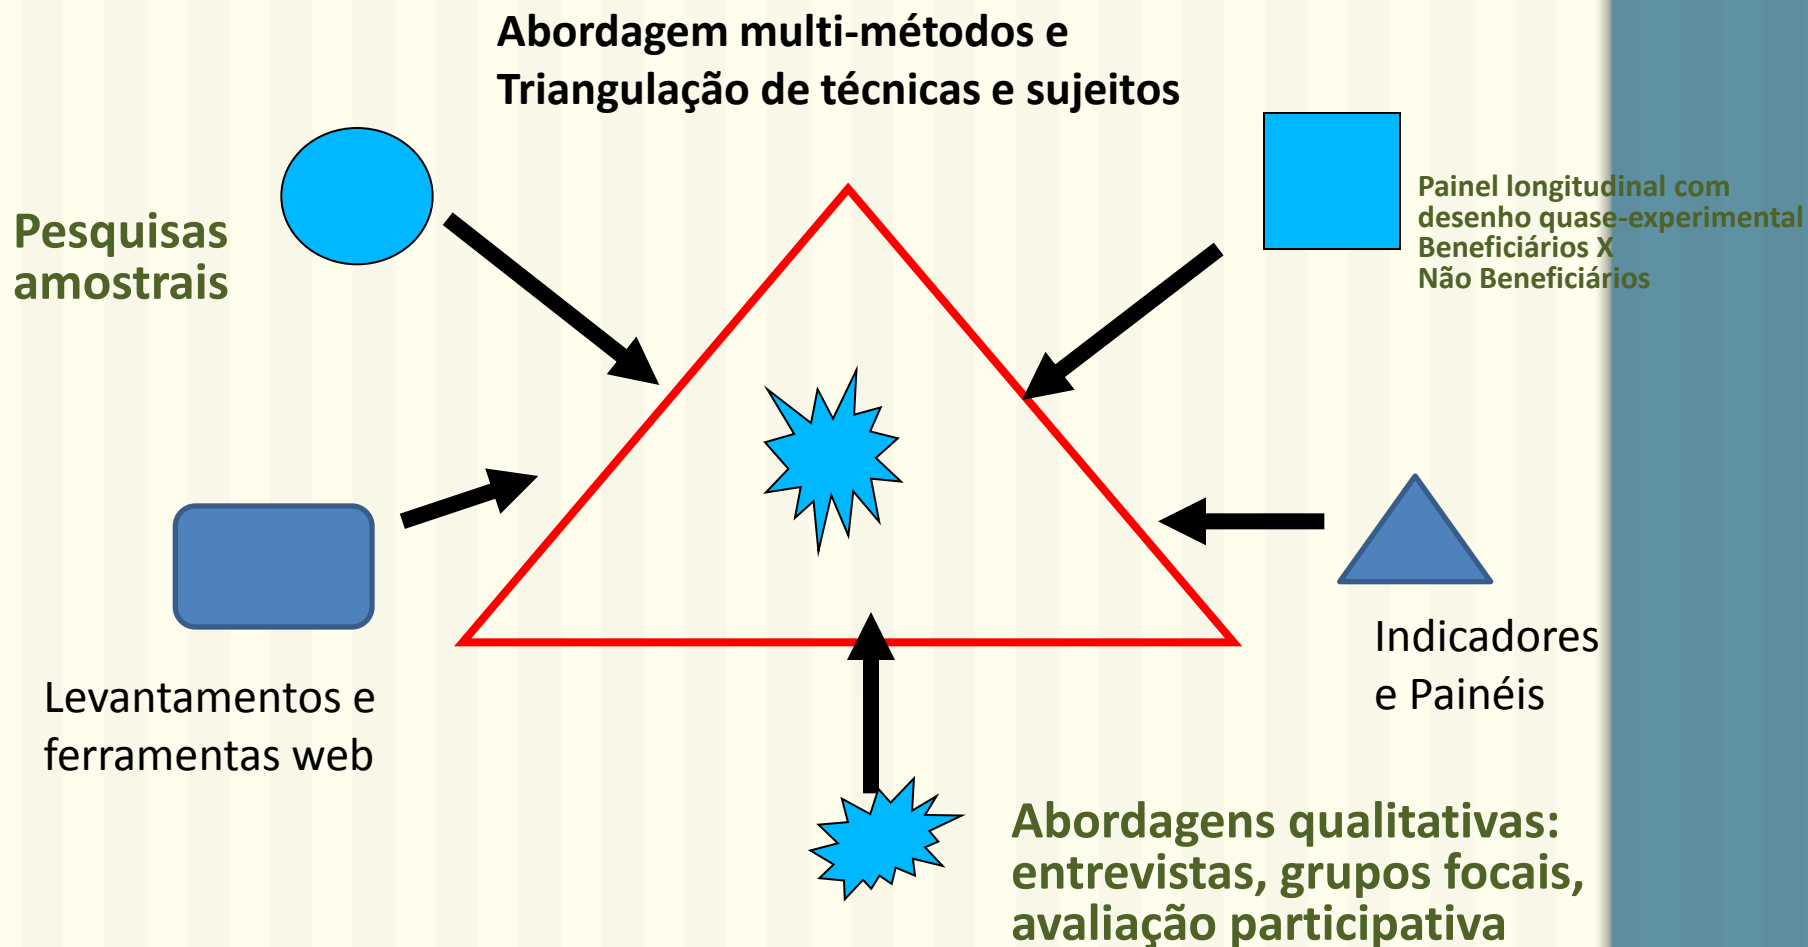 Abordagem multi-métodos e
Triangulação de técnicas e sujeitos
Pesquisas
amostrais
Painel longitudinal com
desenho quase-experimental
Beneficiários X
Não Beneficiários
Levantamentos e
ferramentas web
Indicadores
e Painéis
Abordagens qualitativas:
entrevistas, grupos focais,
avaliação participativa